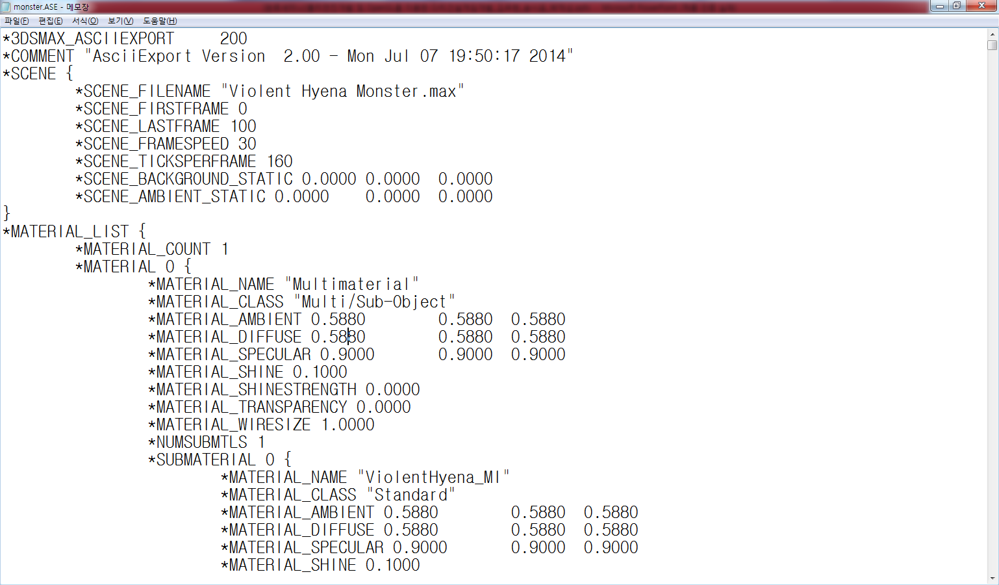 monster.ASE - 메모장
파일(F) 편집(E) 서식(O) 보기(V) 도움말(H)
*3DSMAX_ASCIIEXPORT 200
*COMMENT "AsciiExport Version  2.00 - Mon Jul 07 19:50:17 2014"
*SCENE {
*SCENE_FILENAME "Violent Hyena Monster.max"
*SCENE_FIRSTFRAME 0
*SCENE_LASTFRAME 100
*SCENE_FRAMESPEED 30
*SCENE_TICKSPERFRAME 160
*SCENE_BACKGROUND_STATIC 0.0000 0.0000 0.0000
*SCENE_AMBIENT_STATIC 0.0000 0.0000 0.0000
}
*MATERIAL_LIST {
*MATERIAL_COUNT 1
*MATERIAL 0 {
*MATERIAL_NAME "Multimaterial"
*MATERIAL_CLASS "Multi/Sub-Object"
*MATERIAL_AMBIENT 0.5880 0.5880 0.5880
*MATERIAL_DIFFUSE 0.5880 0.5880 0.5880
*MATERIAL_SPECULAR 0.9000 0.9000 0.9000
*MATERIAL_SHINE 0.1000
*MATERIAL_SHINESTRENGTH 0.0000
*MATERIAL_TRANSPARENCY 0.0000
*MATERIAL_WIRESIZE 1.0000
*NUMSUBMTLS 1
*SUBMATERIAL 0 {
*MATERIAL_NAME "ViolentHyena_MI"
*MATERIAL_CLASS "Standard"
*MATERIAL_AMBIENT 0.5880 0.5880 0.5880
*MATERIAL_DIFFUSE 0.5880 0.5880 0.5880
*MATERIAL_SPECULAR 0.9000 0.9000 0.9000
*MATERIAL_SHINE 0.1000